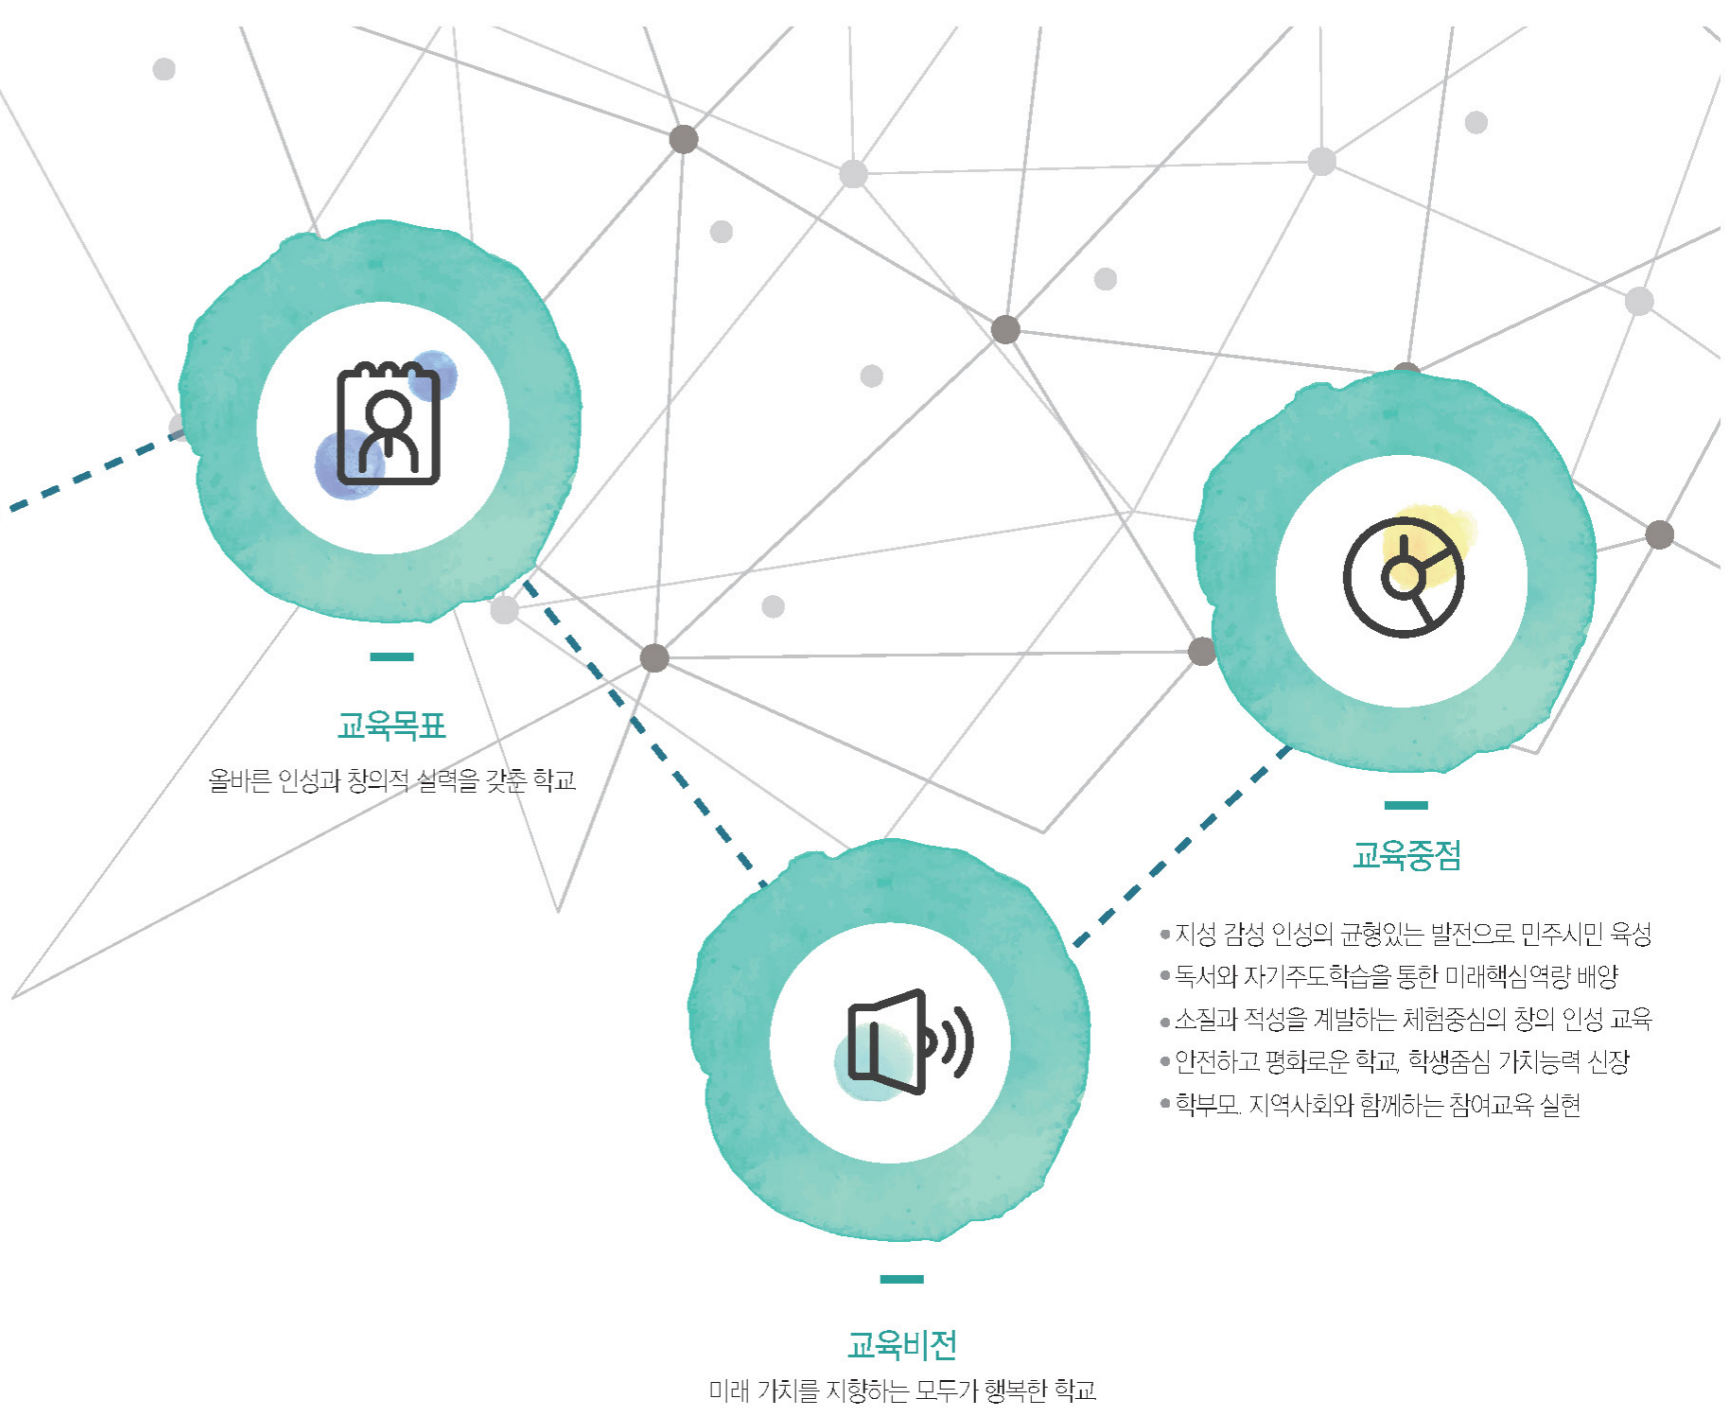 교육목표
올바른 인성과 창의적 실력을 갖춘 학교
교육비전
미래 가치를 지향하는 모두가 행복한 학교
교육중점
지성 감성 인성의 균형있는 발전으로 민주시민 육성
독서와 자기주도학습을 통한 미래핵심역량 배양
소질과 적성을 계발하는 체험중심의 창의 인성 교육
안전하고 평화로운 학교, 학생중심 가치능력 신장
학부모. 지역사회와 함께하는 참여교육 실현